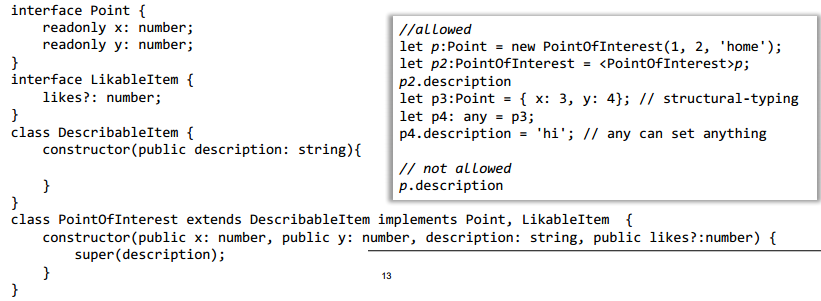 interface Point {
readonly x: number;
readonly y: number;
}
interface LikableItem {
likes?: number;
}
class DescribableItem {
constructor(public description: string){
}
}
class PointOfInterest extends DescribableItem implements Point, LikableItem {
constructor(public x: number, public y: number, description: string, public likes?:number) {
super(description);
}
}
//allowed
let p:Point = new PointOfInterest(1, 2, 'home');
let p2:PointOfInterest = <PointOfInterest>p;
p2.description
let p3:Point = { x: 3, y: 4}; // structural-typing
let p4: any = p3;
p4.description = 'hi'; // any can set anything
// not allowed
p.description
13